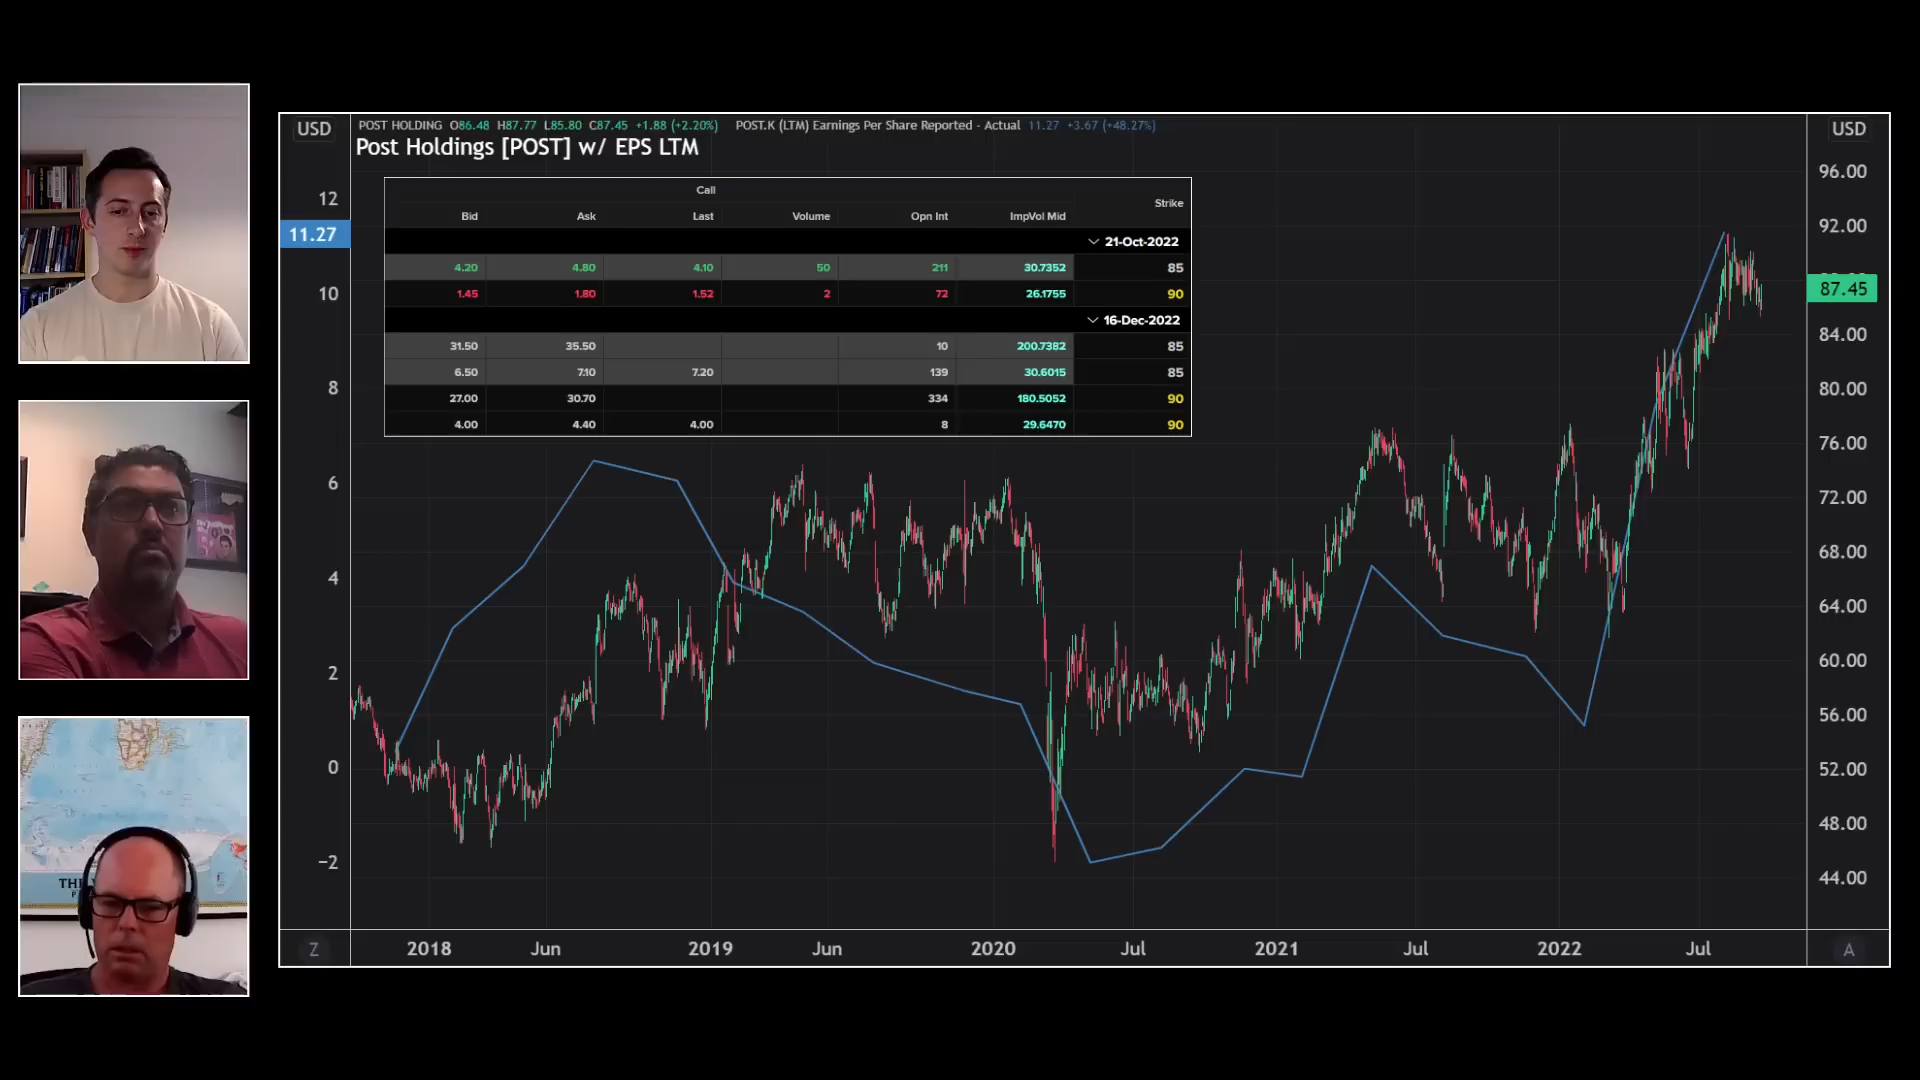 USD
POST HOLDING O86.48 H87.77 L85.80 C87.45 +1.88 (+2.20%) POST.K (LTM) Earnings Per Share Reported - Actual 11.27 +3.67 (+48.27%)
USD
Post Holdings [POST] w/ EPS LTM
Call
Bid Ask Last Volume Opn Int ImpVol Mid Strike
21-Oct-2022
4.20 4.80 4.10 50 211 30.7352 85
1.45 1.80 1.52 2 72 26.1755 90
16-Dec-2022
31.50 35.50 10 200.7382 85
6.50 7.10 7.20 139 30.6015 85
27.00 30.70 334 180.5052 90
4.00 4.40 4.00 8 29.6470 90
12
11.27
10
8
6
4
2
0
−2
96.00
92.00
87.45
84.00
80.00
76.00
72.00
68.00
64.00
60.00
56.00
52.00
48.00
44.00
Z 2018 Jun 2019 Jun 2020 Jul 2021 Jul 2022 Jul A